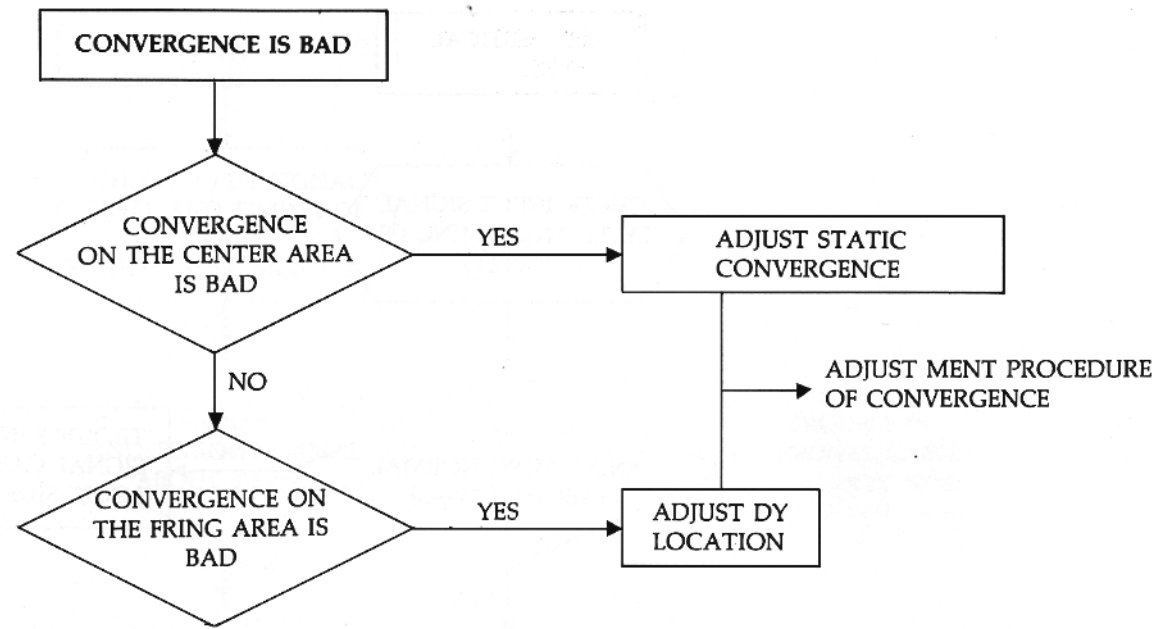 CONVERGENCE IS BAD
CONVERGENCE
ON THE CENTER AREA
IS BAD
YES
ADJUST STATIC
CONVERGENCE
NO
ADJUST MENT PROCEDURE
OF CONVERGENCE
CONVERGENCE ON
THE FRING AREA IS
BAD
YES
ADJUST DY
LOCATION